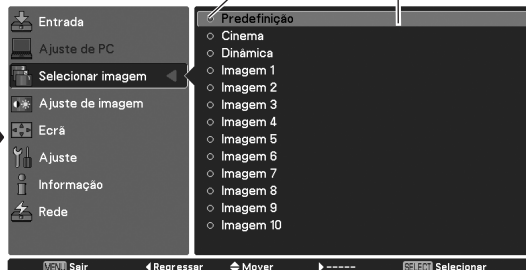 Entrada
Ajuste de PC
Selecionar imagem
Ajuste de imagem
Ecrã
Ajuste
Informação
Rede
Predefinição
Cinema
Dinâmica
Imagem 1
Imagem 2
Imagem 3
Imagem 4
Imagem 5
Imagem 6
Imagem 7
Imagem 8
Imagem 9
Imagem 10
MENU Sair Regressar Mover ----- SELECT Selecionar